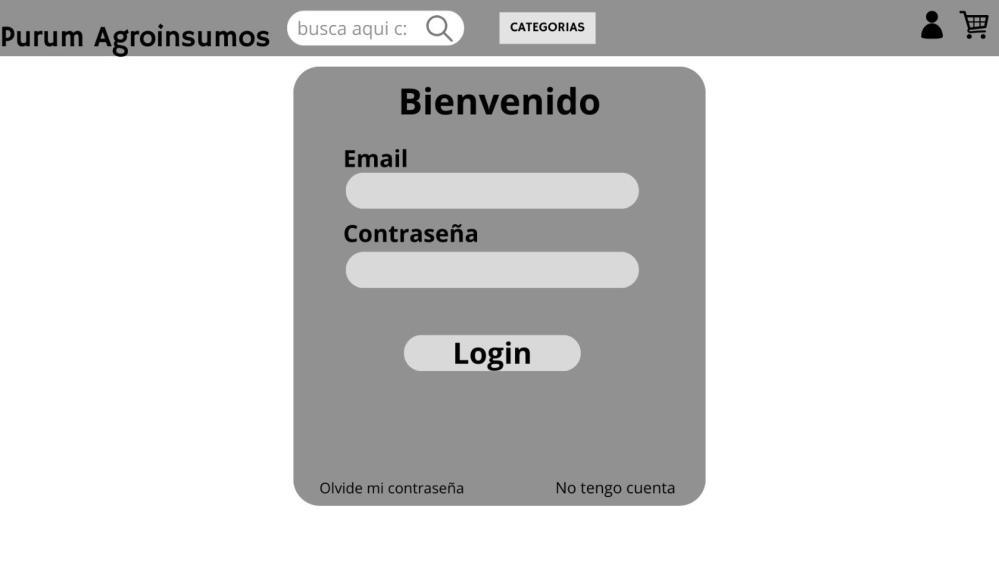 Purum Agroinsumos
busca aqui c:
CATEGORIAS
Bienvenido
Email
Contraseña
Login
Olvide mi contraseña
No tengo cuenta